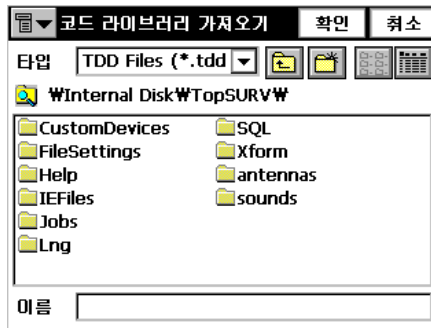 코드 라이브러리 가져오기 확인 취소
타입 TDD Files (*.tdd
₩Internal Disk₩TopSURV₩
CustomDevices SQL
FileSettings Xform
Help antennas
IEFiles sounds
Jobs
Lng
이름